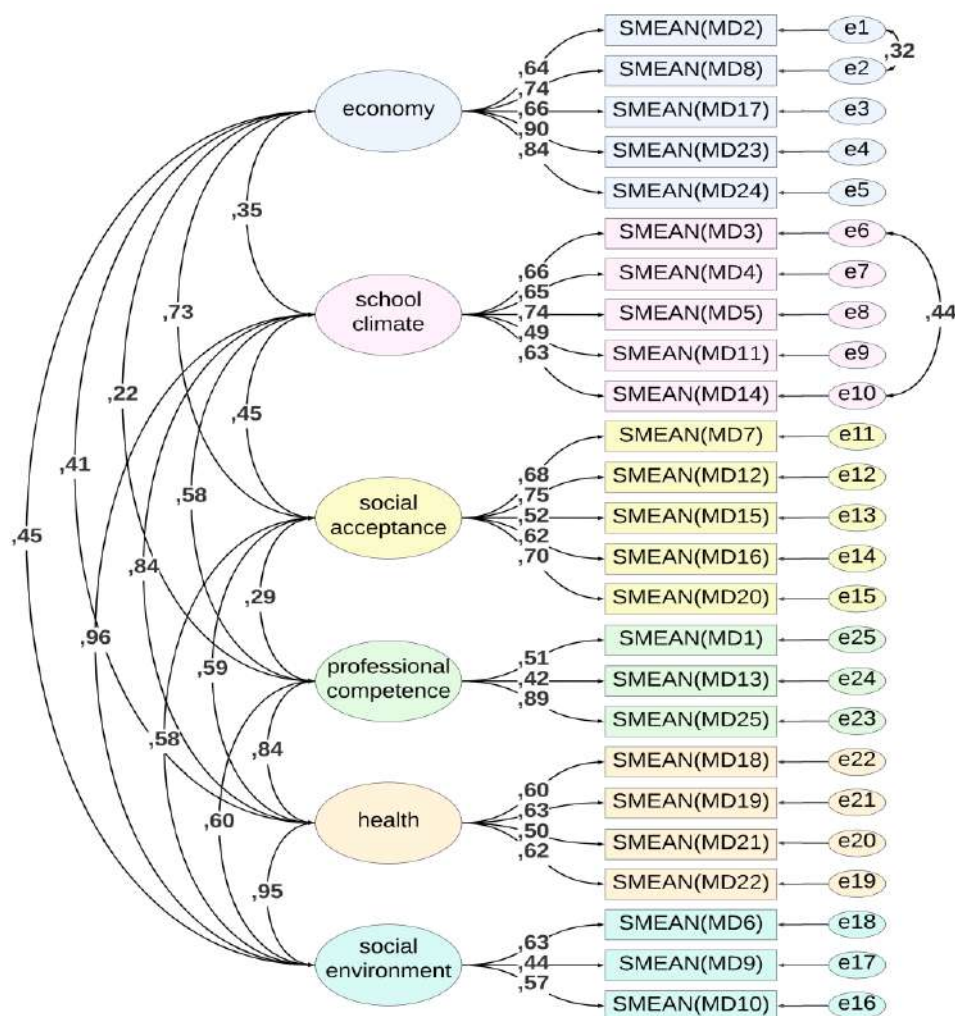 SMEAN(MD2)
e1
,32
,64
SMEAN(MD8)
e2
,74
economy
,66
SMEAN(MD17)
e3
,90
SMEAN(MD23)
e4
,84
SMEAN(MD24)
e5
,35
SMEAN(MD3)
e6
,66
SMEAN(MD4)
e7
,65
school
climate
,74
SMEAN(MD5)
e8
,44
,73
,49
SMEAN(MD11)
e9
,63
SMEAN(MD14)
e10
,22
,45
SMEAN(MD7)
e11
,41
,68
SMEAN(MD12)
e12
,58
,75
social
acceptance
,52
SMEAN(MD15)
e13
,45
,62
SMEAN(MD16)
e14
,84
,70
,29
SMEAN(MD20)
e15
,96
SMEAN(MD1)
e25
,59
professional
competence
,51
,42
SMEAN(MD13)
e24
,89
SMEAN(MD25)
e23
,58
,84
SMEAN(MD18)
e22
,60
,60
SMEAN(MD19)
e21
health
,63
,50
SMEAN(MD21)
e20
,62
SMEAN(MD22)
e19
,95
SMEAN(MD6)
e18
,63
social
environment
,44
SMEAN(MD9)
e17
,57
SMEAN(MD10)
e16